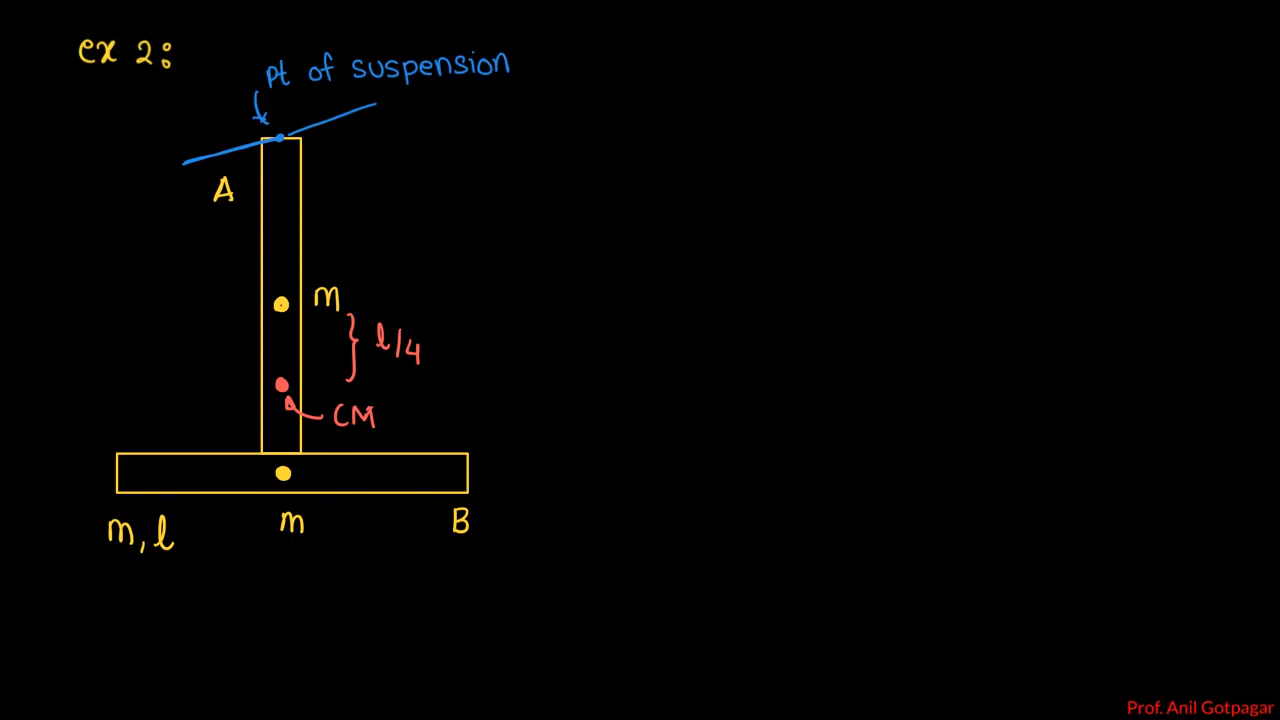 ex 2:
pt of suspension
A
m
l/4
CM
m, l
m
B
Prof. Anil Gotpagar